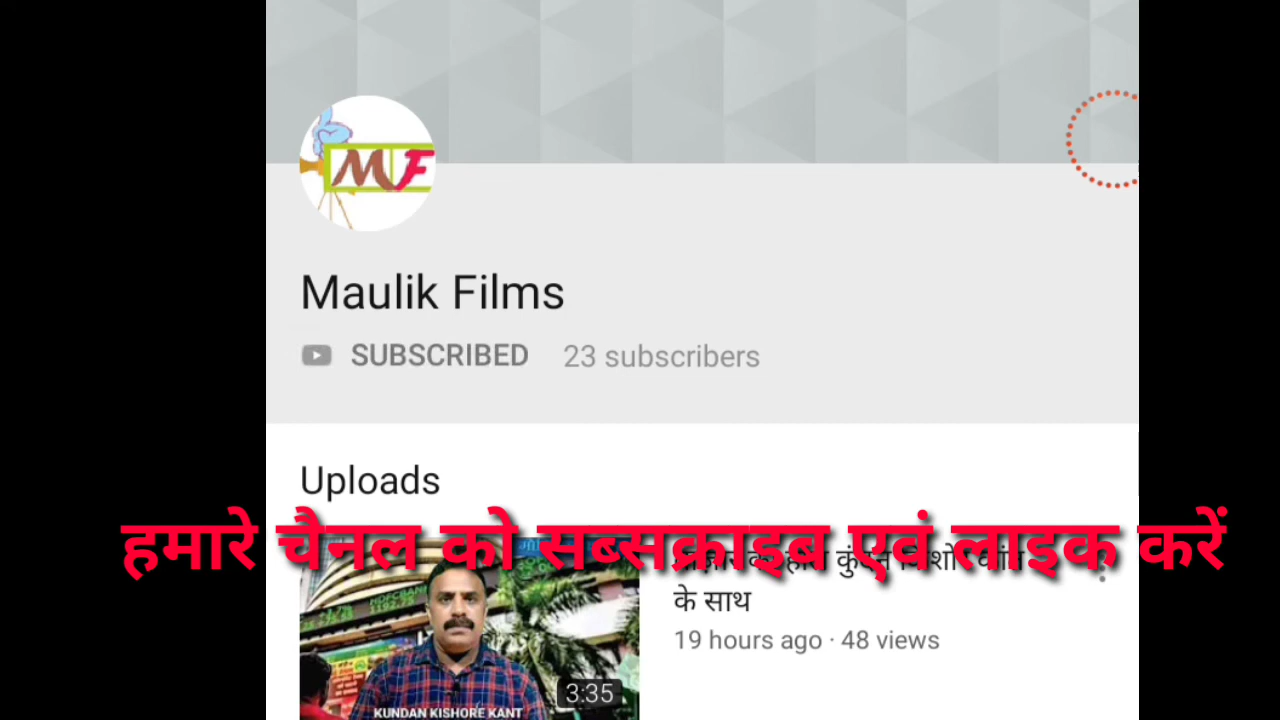 MF
Maulik Films
SUBSCRIBED 23 subscribers
Uploads
हमारे चैनल को सब्सक्राइब एवं लाइक करें
के साथ
19 hours ago · 48 views
HDFCBANK
3:35
KUNDAN KISHORE KANT